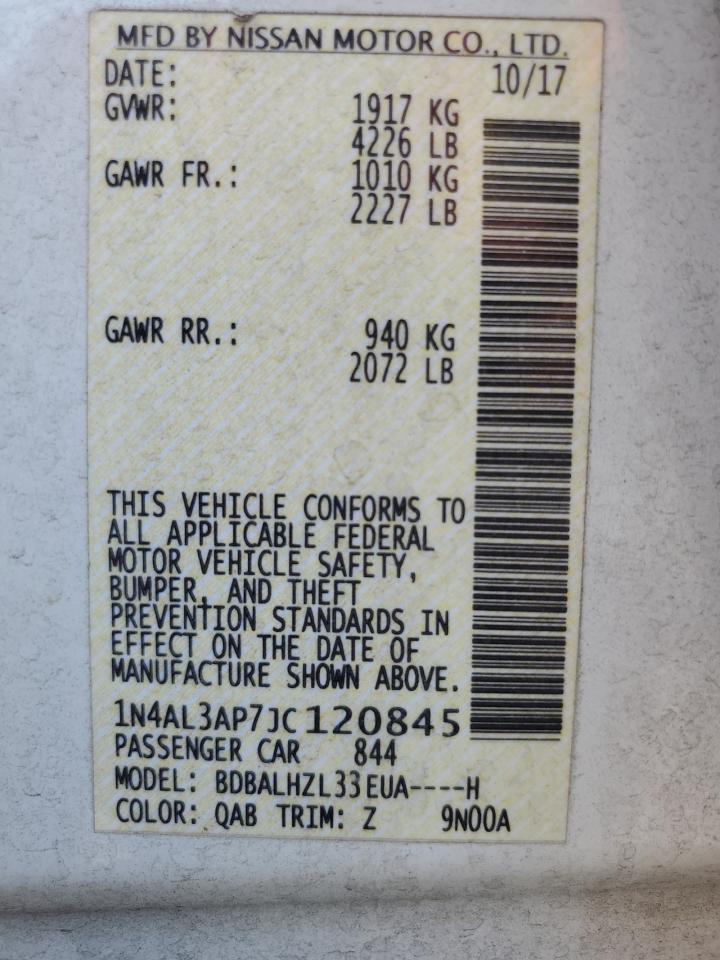 MFD BY NISSAN MOTOR CO., LTD.
DATE: 10/17
GVWR: 1917 KG
4226 LB
GAWR FR.: 1010 KG
2227 LB
GAWR RR.: 940 KG
2072 LB
THIS VEHICLE CONFORMS TO
ALL APPLICABLE FEDERAL
MOTOR VEHICLE SAFETY,
BUMPER, AND THEFT
PREVENTION STANDARDS IN
EFFECT ON THE DATE OF
MANUFACTURE SHOWN ABOVE.
1N4AL3AP7JC120845
PASSENGER CAR 844
MODEL: BDBALHZL33EUA----H
COLOR: QAB TRIM: Z 9N00A